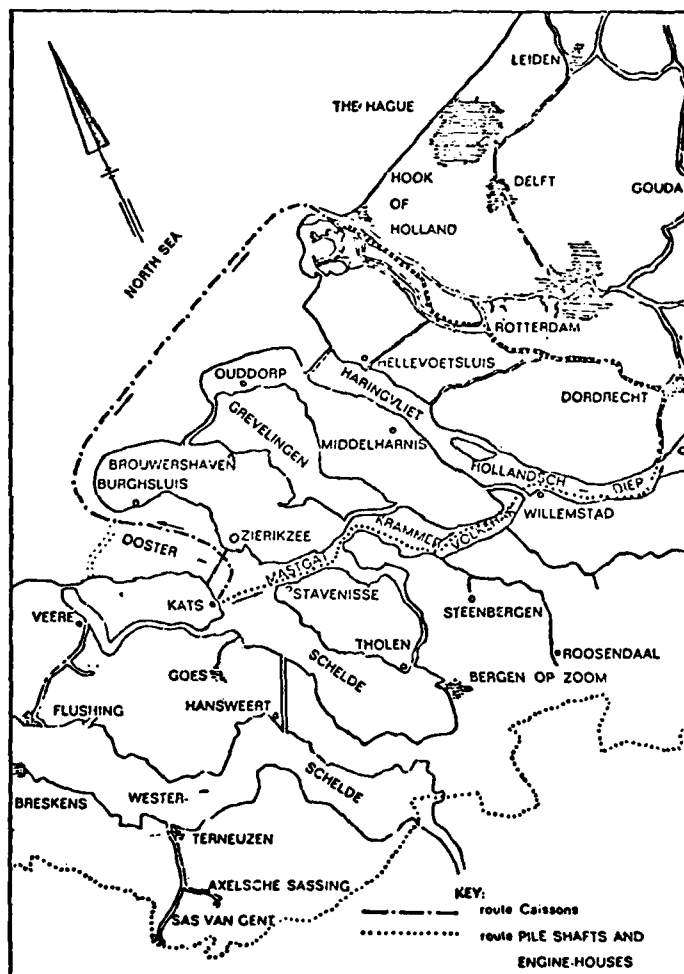 LEIDEN
THE HAGUE
HOOK
OF
HOLLAND
DELFT
GOUDA
NORTH SEA
ROTTERDAM
HELLEVOETSLUIS
OUDDORP
HARINGVLIET
DORDRECHT
GREVELINGEN
MIDDELHARNIS
BROUWERSHAVEN
BURGHSLUIS
HOLLANDSCH
DIEP
WILLEMSTAD
KRAMMER
VOLKERAK
ZIERIKZEE
OOSTER
MASTGAT
STAVENISSE
STEENBERGEN
KATS
VEERE
THOLEN
ROOSENDAAL
SCHELDE
GOES
BERGEN OP ZOOM
HANSWEERT
FLUSHING
SCHELDE
BRESKENS
WESTER-
TERNEUZEN
AXELSCHE SASSING
SAS VAN GENT
KEY:
route Caissons
route PILE SHAFTS AND
ENGINE-HOUSES